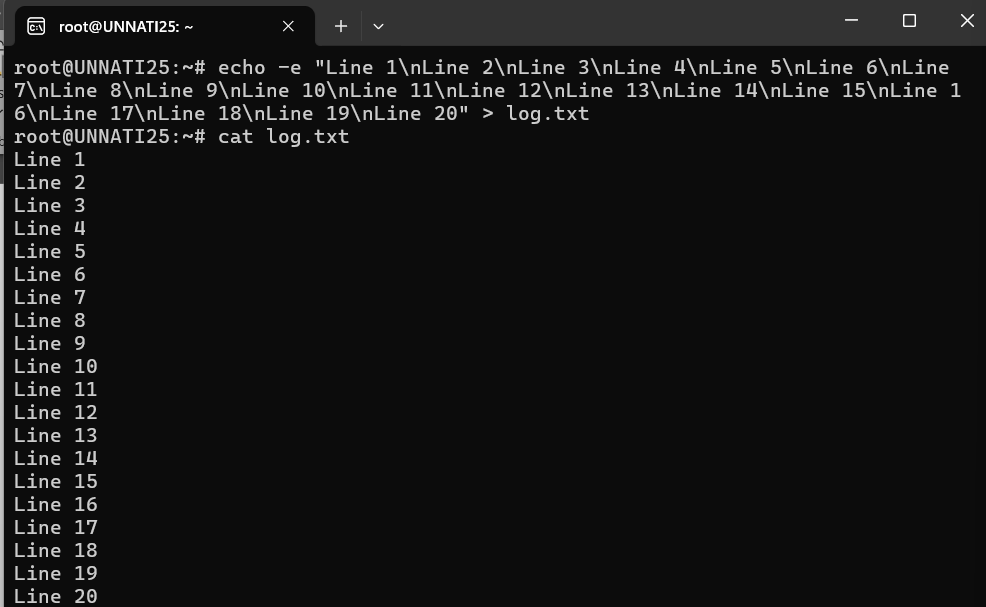 root@UNNATI25: ~
root@UNNATI25:~# echo -e "Line 1\nLine 2\nLine 3\nLine 4\nLine 5\nLine 6\nLine
7\nLine 8\nLine 9\nLine 10\nLine 11\nLine 12\nLine 13\nLine 14\nLine 15\nLine 1
6\nLine 17\nLine 18\nLine 19\nLine 20" > log.txt
root@UNNATI25:~# cat log.txt
Line 1
Line 2
Line 3
Line 4
Line 5
Line 6
Line 7
Line 8
Line 9
Line 10
Line 11
Line 12
Line 13
Line 14
Line 15
Line 16
Line 17
Line 18
Line 19
Line 20